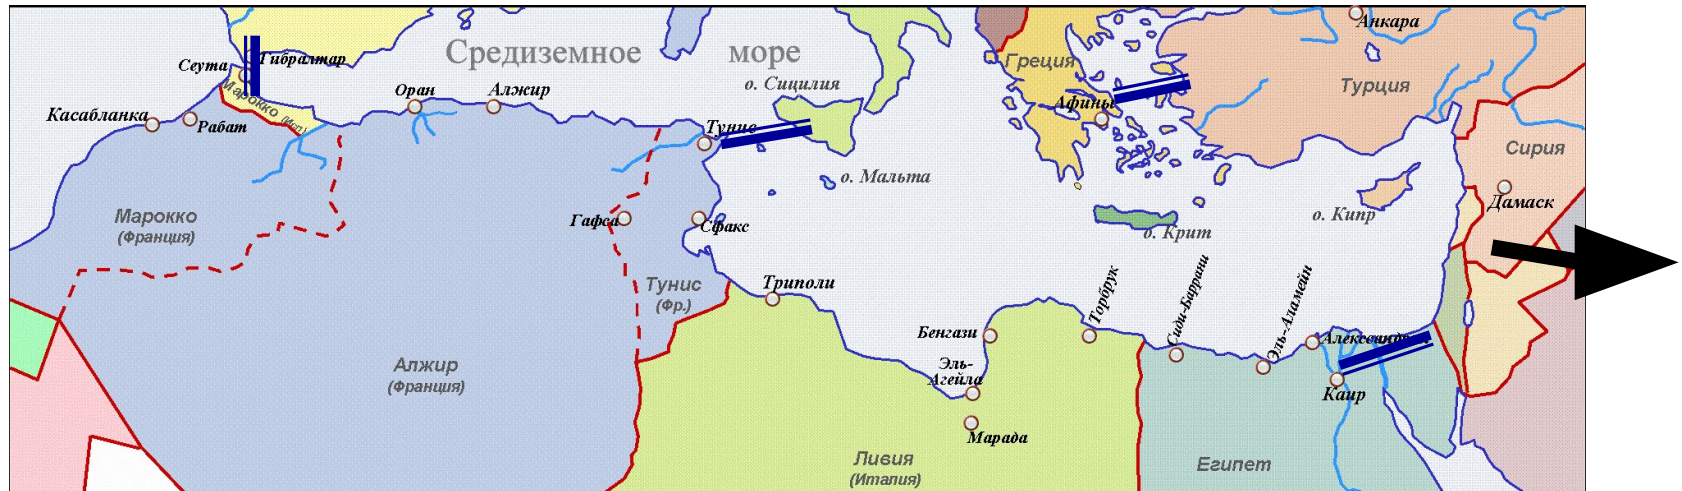 Анкара
Средиземное море
Гибралтар
Сеута
Греция
о. Сицилия
Турция
Оран
Алжир
Марокко (Исп.)
Касабланка
Рабат
Афины
Тунис
Сирия
о. Мальта
Дамаск
Марокко
(Франция)
Гафса
Сфакс
о. Крит
о. Кипр
Тунис
(Фр.)
Триполи
Торбрук
Сиди-Баррани
Эль-Аламейн
Бенгази
Эль-
Агейла
Алжир
(Франция)
Каир
Марада
Ливия
(Италия)
Египет